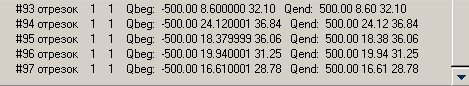 #93 отрезок 1 1 Qbeg: -500.00 8.600000 32.10 Qend: 500.00 8.60 32.10
#94 отрезок 1 1 Qbeg: -500.00 24.120001 36.84 Qend: 500.00 24.12 36.84
#95 отрезок 1 1 Qbeg: -500.00 18.379999 36.06 Qend: 500.00 18.38 36.06
#96 отрезок 1 1 Qbeg: -500.00 19.940001 31.25 Qend: 500.00 19.94 31.25
#97 отрезок 1 1 Qbeg: -500.00 16.610001 28.78 Qend: 500.00 16.61 28.78